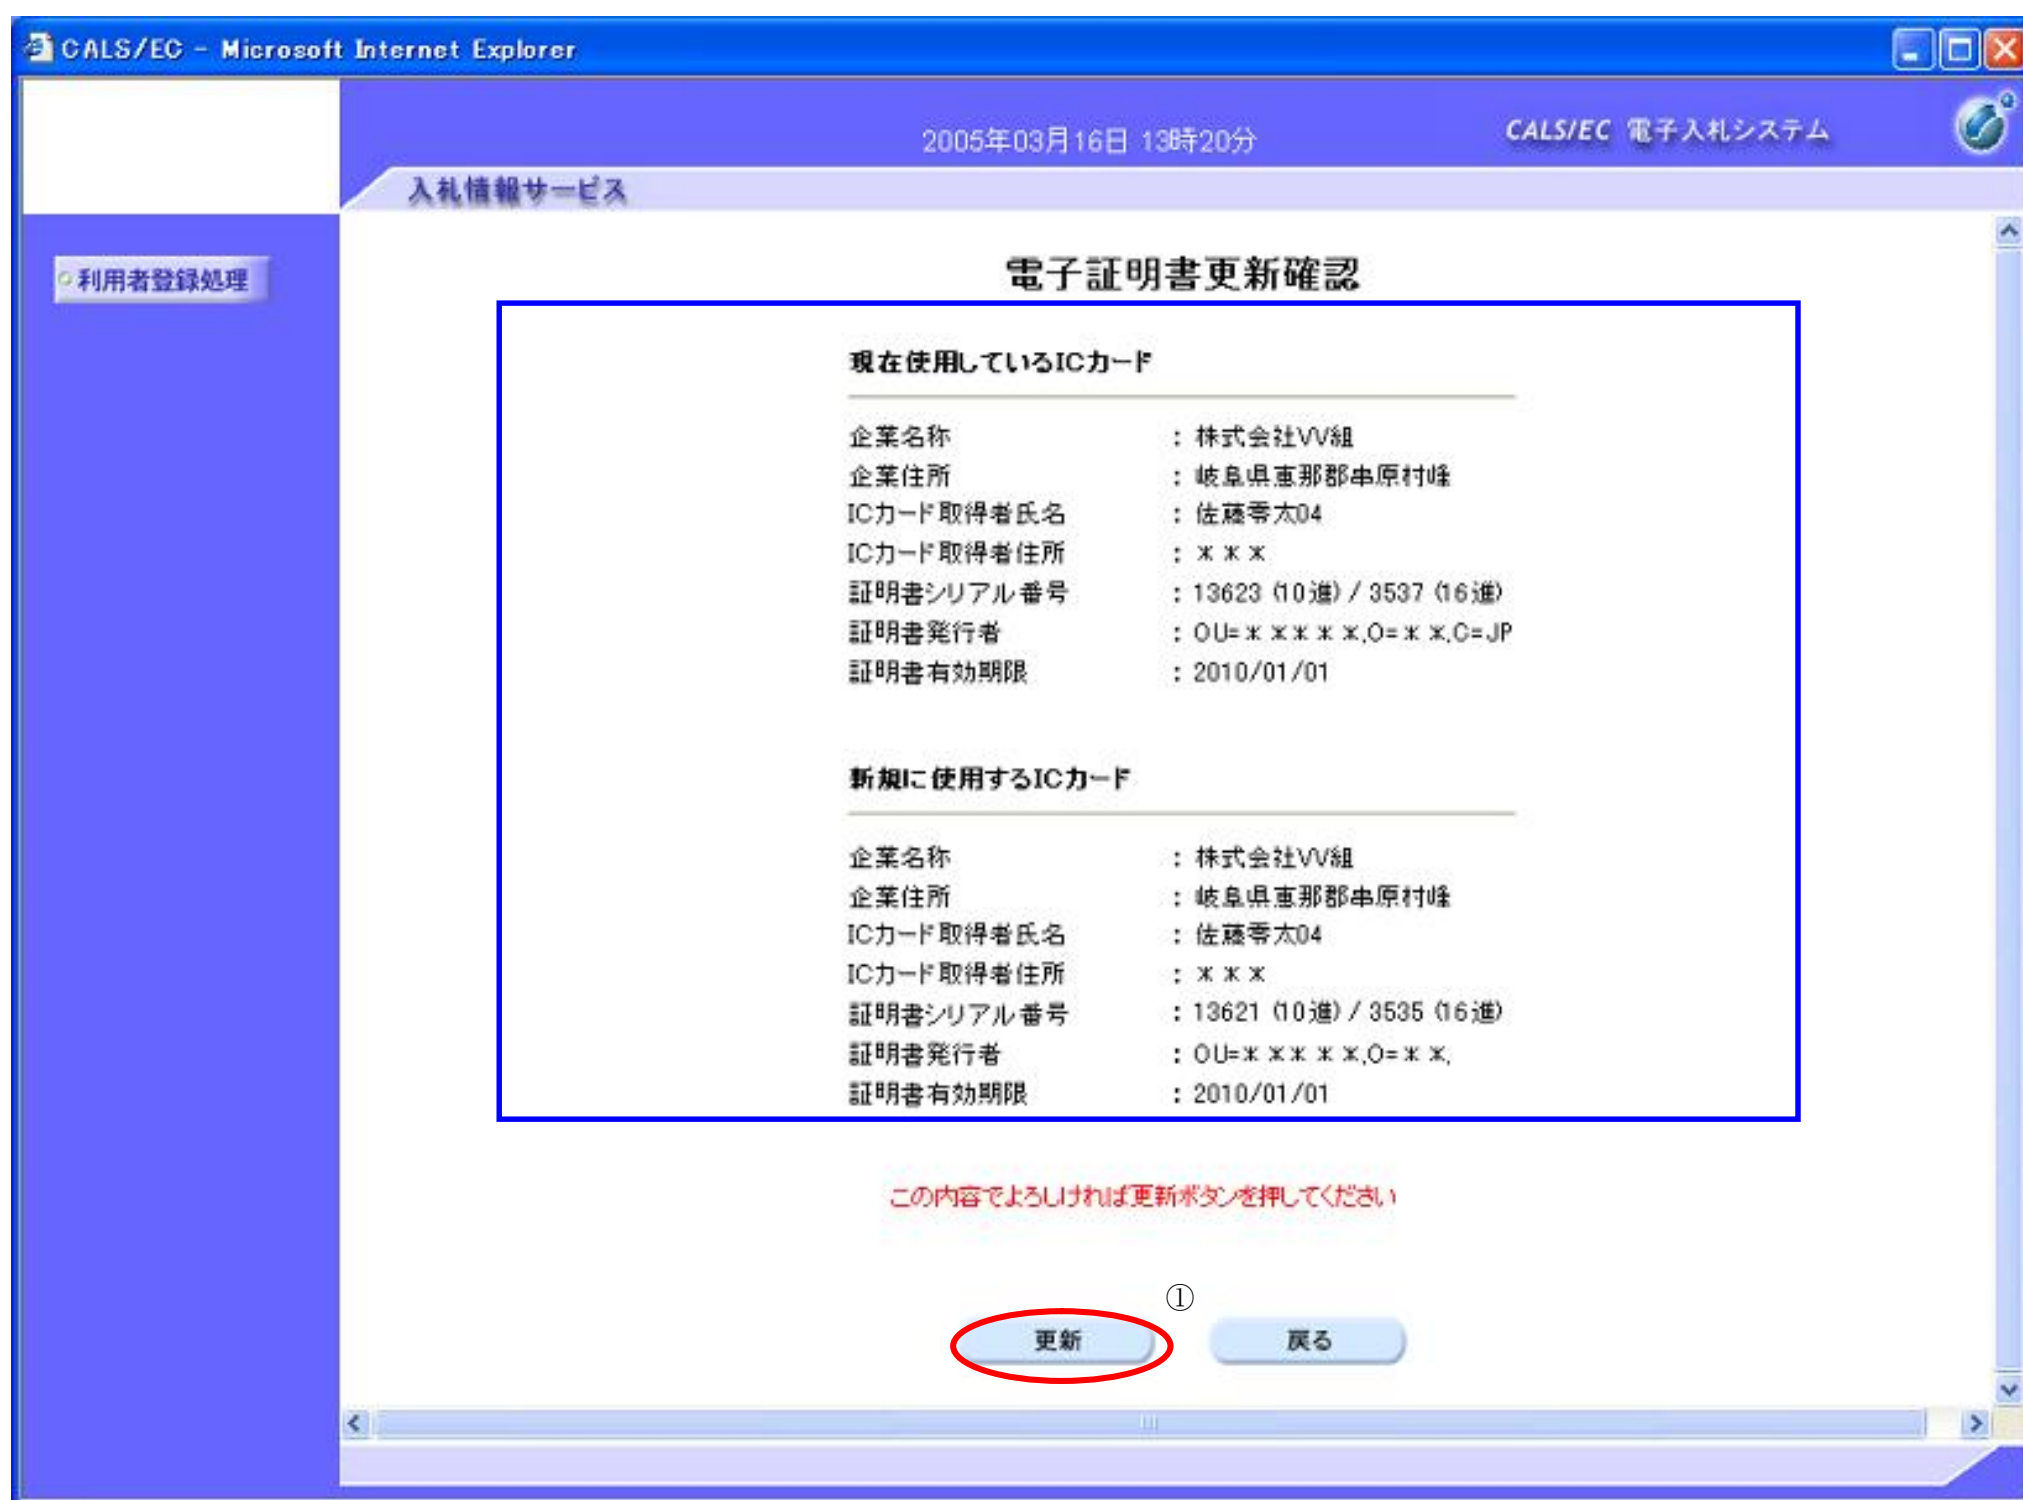 CALS/EC - Microsoft Internet Explorer
2005年03月16日 13時20分
CALS/EC 電子入札システム
入札情報サービス
利用者登録処理
電子証明書更新確認
現在使用しているICカード
企業名称 : 株式会社VV組
企業住所 : 岐阜県恵那郡串原村峰
ICカード取得者氏名 : 佐藤零太04
ICカード取得者住所 : ***
証明書シリアル番号 : 13623 (10進) / 3537 (16進)
証明書発行者 : OU=*****,O=**,C=JP
証明書有効期限 : 2010/01/01
新規に使用するICカード
企業名称 : 株式会社VV組
企業住所 : 岐阜県恵那郡串原村峰
ICカード取得者氏名 : 佐藤零太04
ICカード取得者住所 : ***
証明書シリアル番号 : 13621 (10進) / 3535 (16進)
証明書発行者 : OU=*****,O=**,
証明書有効期限 : 2010/01/01
この内容でよろしければ更新ボタンを押してください
①
更新 戻る